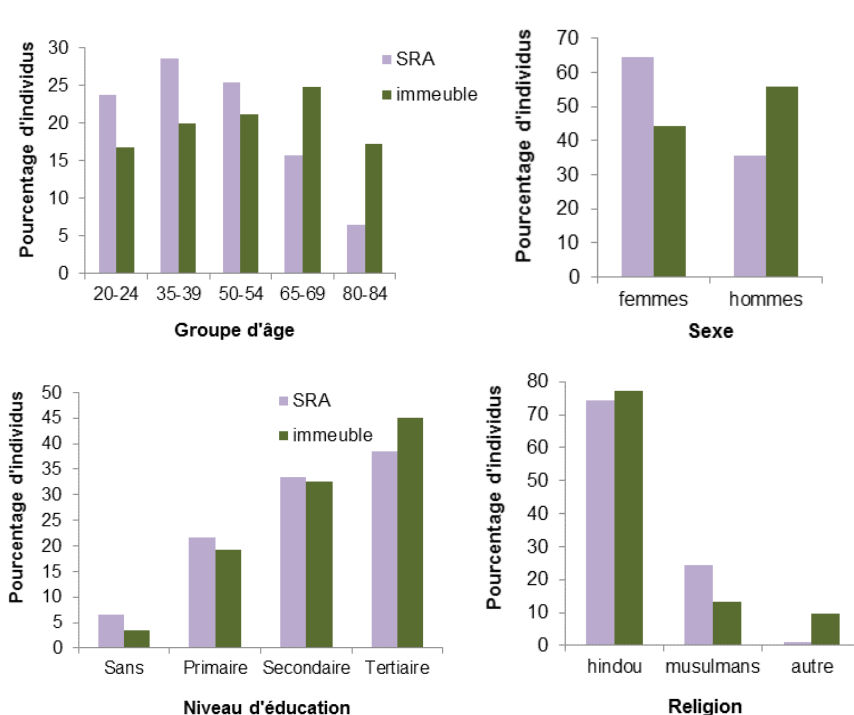 Pourcentage d'individus
30
25
20
15
10
5
0
SRA
immeuble
20-24 35-39 50-54 65-69 80-84
Groupe d'âge
Pourcentage d'individus
70
60
50
40
30
20
10
0
femmes hommes
Sexe
Pourcentage d'individus
50
45
40
35
30
25
20
15
10
5
0
SRA
immeuble
Sans Primaire Secondaire Tertiaire
Niveau d'éducation
Pourcentage d'individus
80
70
60
50
40
30
20
10
0
hindou musulmans autre
Religion